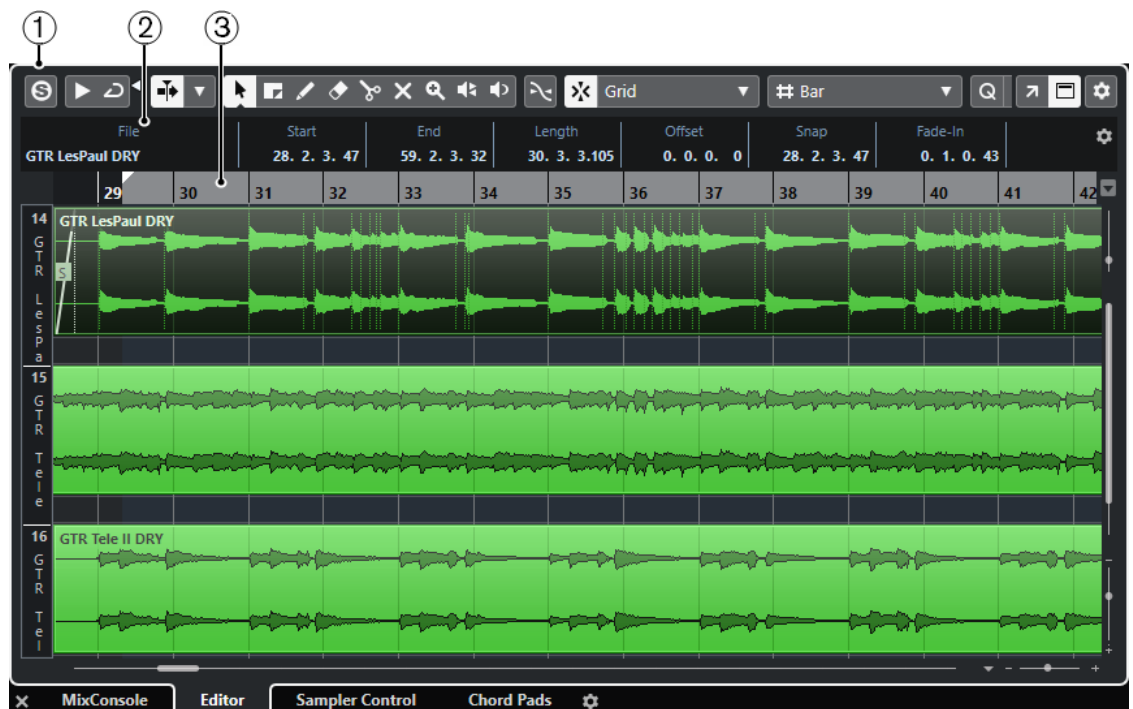 1 2 3
S Grid Bar Q
File Start End Length Offset Snap Fade-In
GTR LesPaul DRY 28. 2. 3. 47 59. 2. 3. 32 30. 3. 3.105 0. 0. 0. 0 28. 2. 3. 47 0. 1. 0. 43
29 30 31 32 33 34 35 36 37 38 39 40 41 42
14 GTR LesPaul DRY
GTR LesPa
S
15
GTR Tele
16 GTR Tele II DRY
GTR Tel
MixConsole Editor Sampler Control Chord Pads